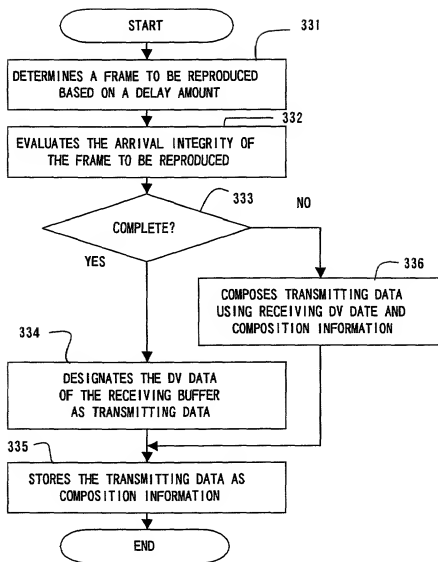 START
331
DETERMINES A FRAME TO BE REPRODUCED
BASED ON A DELAY AMOUNT
332
EVALUATES THE ARRIVAL INTEGRITY OF
THE FRAME TO BE REPRODUCED
333
NO
COMPLETE?
YES
336
COMPOSES TRANSMITTING DATA
USING RECEIVING DV DATE AND
COMPOSITION INFORMATION
334
DESIGNATES THE DV DATA
OF THE RECEIVING BUFFER
AS TRANSMITTING DATA
335
STORES THE TRANSMITTING DATA AS
COMPOSITION INFORMATION
END